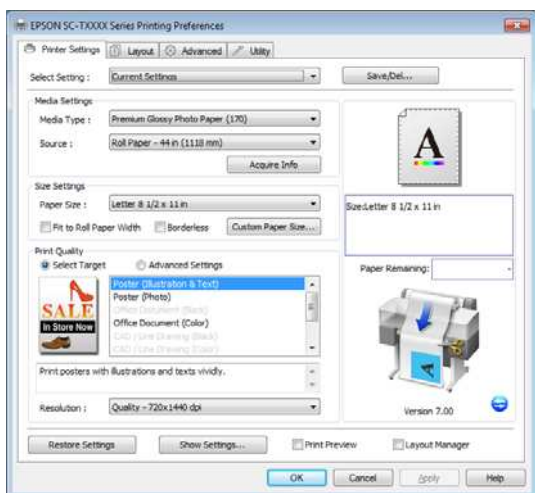 EPSON SC-TXXXX Series Printing Preferences
Printer Settings Layout Advanced Utility
Select Setting : Current Settings Save/Del...
Media Settings
Media Type : Premium Glossy Photo Paper (170)
Source : Roll Paper - 44 in (1118 mm)
Acquire Info
A
Size Settings
Paper Size : Letter 8 1/2 x 11 in
Fit to Roll Paper Width Borderless Custom Paper Size...
Size:Letter 8 1/2 x 11 in
Print Quality
Select Target Advanced Settings
Paper Remaining: -
SALE
In Store Now
Poster (Illustration & Text)
Poster (Photo)
Office Document (Black)
Office Document (Color)
CAD / Line Drawing (Black)
CAD / Line Drawing (Color)
Print posters with illustrations and texts vividly.
Resolution : Quality - 720x1440 dpi
Version 7.00
Restore Settings Show Settings... Print Preview Layout Manager
OK Cancel Apply Help